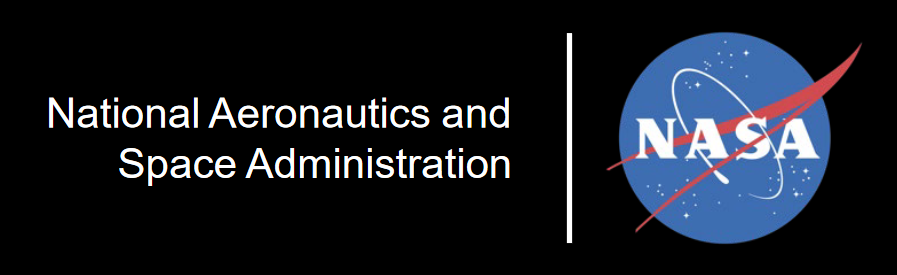 National Aeronautics and
Space Administration
NASA